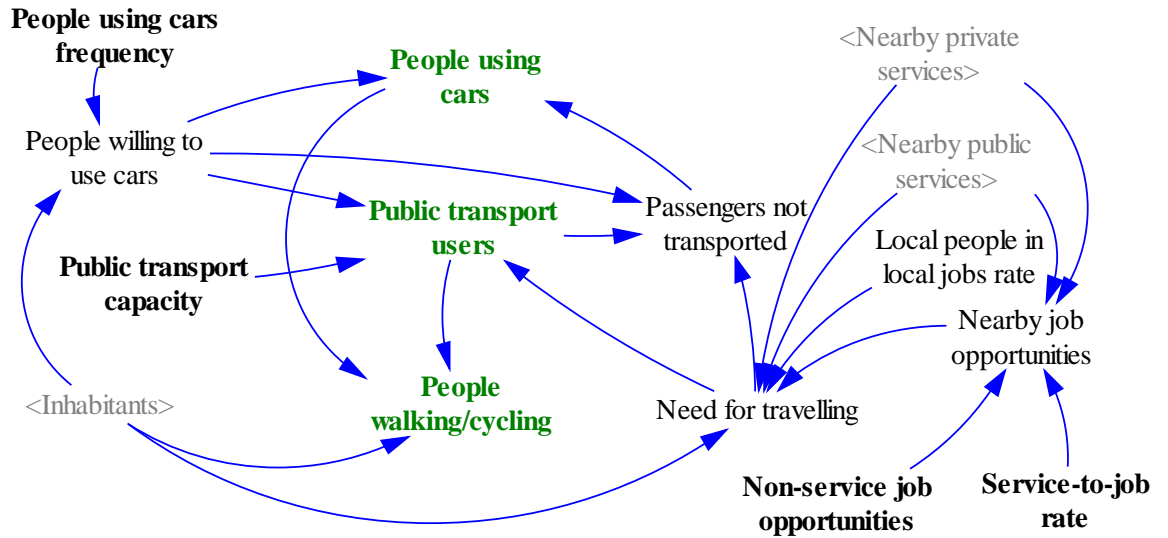 People using cars
frequency
People using
cars
<Nearby private
services>
People willing to
use cars
<Nearby public
services>
Public transport
users
Passengers not
transported
Local people in
local jobs rate
Public transport
capacity
Nearby job
opportunities
People
walking/cycling
<Inhabitants>
Need for travelling
Non-service job
opportunities
Service-to-job
rate